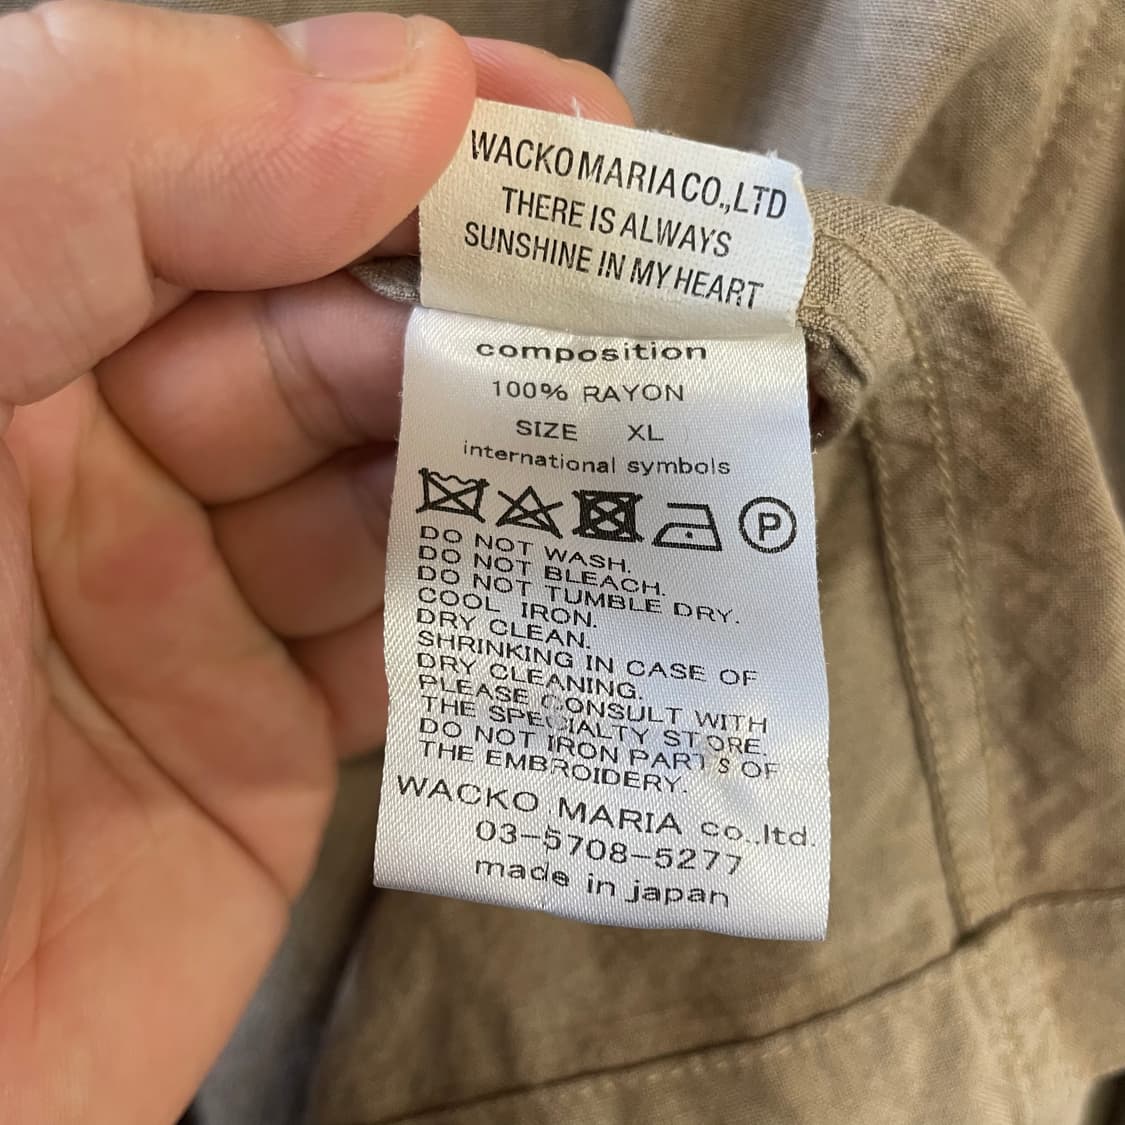 WACKO MARIA CO.,LTD
THERE IS ALWAYS
SUNSHINE IN MY HEART
composition
100% RAYON
SIZE XL
international symbols
P
DO NOT WASH.
DO NOT BLEACH.
DO NOT TUMBLE DRY.
COOL IRON.
DRY CLEAN.
SHRINKING IN CASE OF
DRY CLEANING.
PLEASE CONSULT WITH
THE SPECIALTY STORE.
DO NOT IRON PARTS OF
THE EMBROIDERY.
WACKO MARIA co.,ltd.
03-5708-5277
made in japan